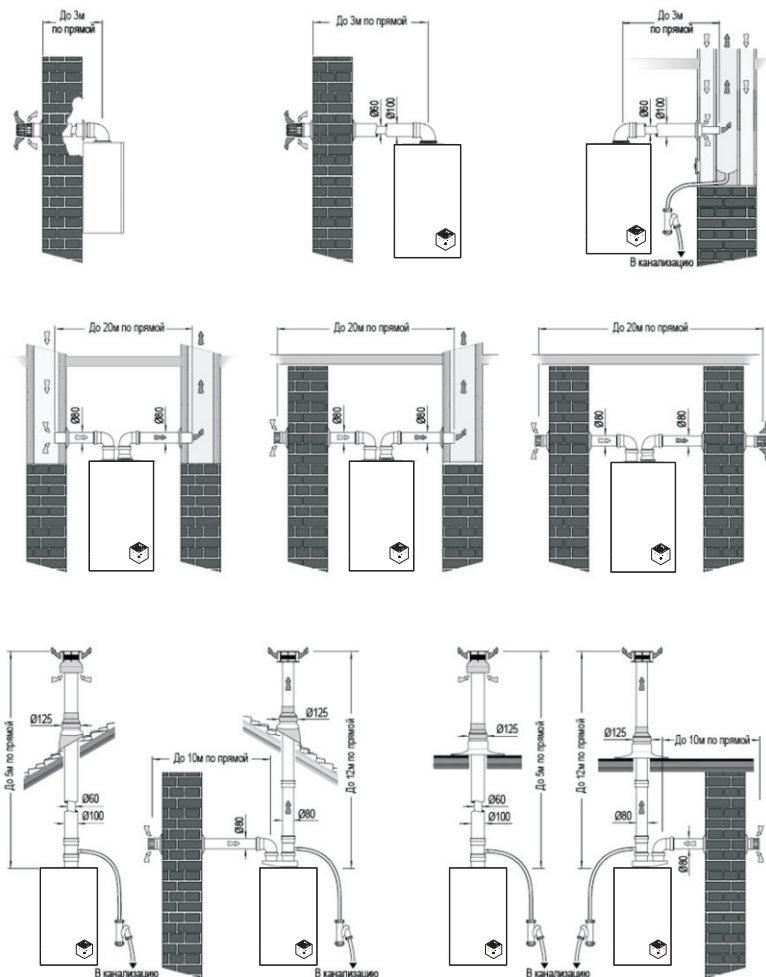 До 3м
по прямой
До 3м по прямой
Ø60
Ø100
До 3м
по прямой
Ø60
Ø100
В канализацию
До 20м по прямой
Ø80
Ø80
До 20м по прямой
Ø80
Ø80
До 20м по прямой
Ø80
Ø80
До 5м по прямой
Ø125
Ø60
Ø100
В канализацию
До 10м по прямой
Ø80
Ø125
Ø80
До 12м по прямой
В канализацию
Ø125
Ø60
Ø100
До 5м по прямой
В канализацию
До 12м по прямой
Ø125
До 10м по прямой
Ø80
Ø80